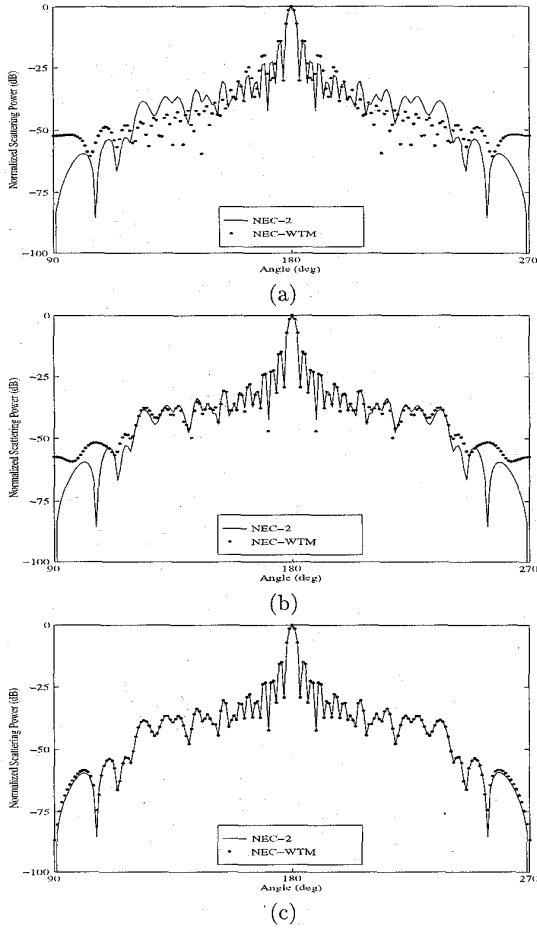 0
-25
-50
-75
-100
Normalized Scattering Power (dB)
NEC-2
NEC-WTM
90
180
270
Angle (deg)
(a)
0
-25
-50
-75
-100
Normalized Scattering Power (dB)
NEC-2
NEC-WTM
90
180
270
Angle (deg)
(b)
0
-25
-50
-75
-100
Normalized Scattering Power (dB)
NEC-2
NEC-WTM
90
180
270
Angle (deg)
(c)